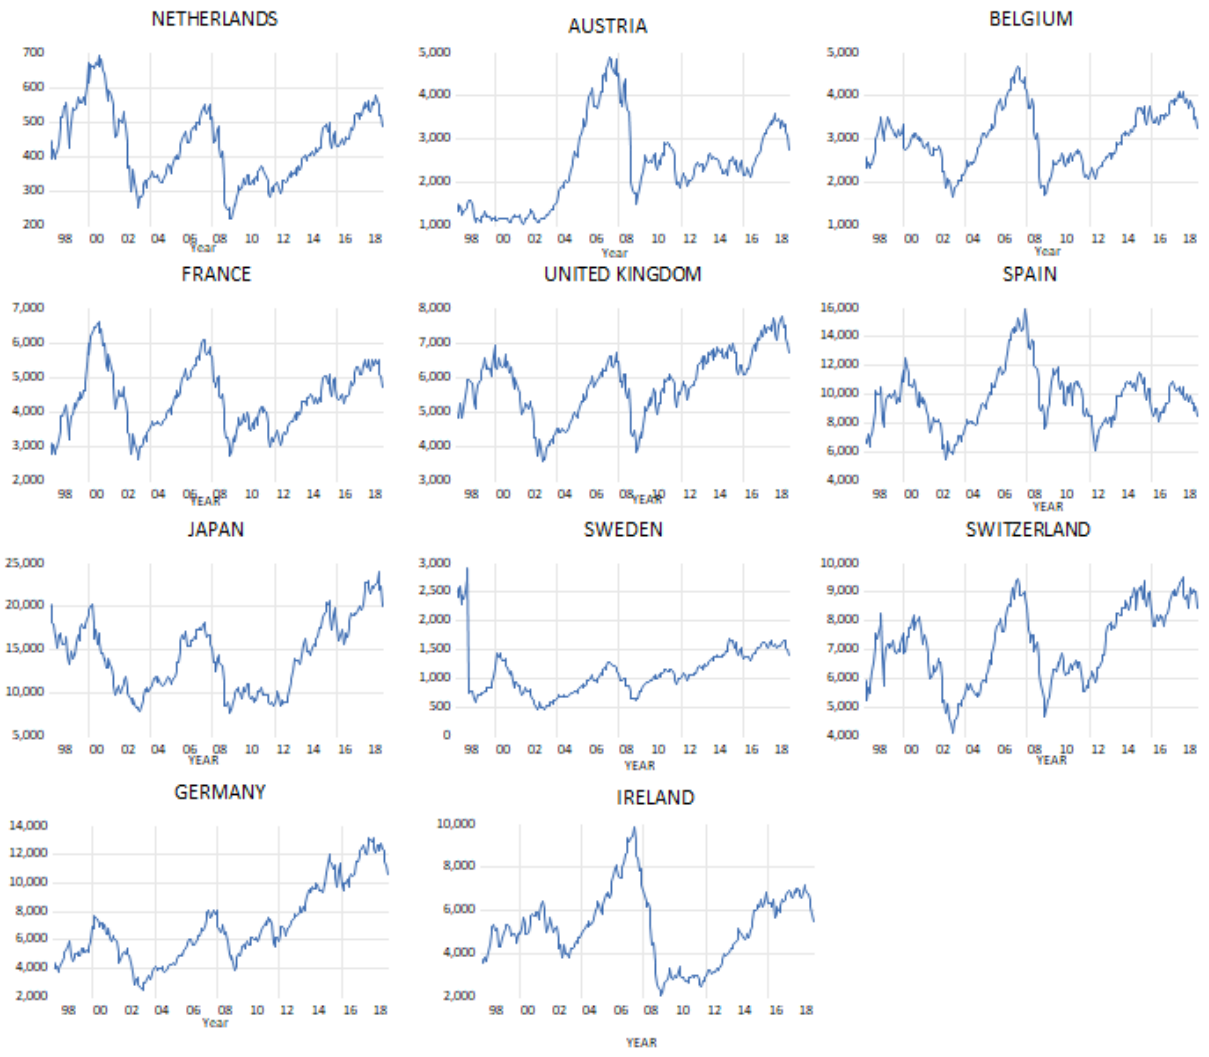 NETHERLANDS
700
600
500
400
300
200
98 00 02 04 06 08 10 12 14 16 18
Year
AUSTRIA
5,000
4,000
3,000
2,000
1,000
98 00 02 04 06 08 10 12 14 16 18
Year
BELGIUM
5,000
4,000
3,000
2,000
1,000
98 00 02 04 06 08 10 12 14 16 18
Year
FRANCE
7,000
6,000
5,000
4,000
3,000
2,000
98 00 02 04 06 08 10 12 14 16 18
YEAR
UNITED KINGDOM
8,000
7,000
6,000
5,000
4,000
3,000
98 00 02 04 06 08 10 12 14 16 18
YEAR
SPAIN
16,000
14,000
12,000
10,000
8,000
6,000
4,000
98 00 02 04 06 08 10 12 14 16 18
YEAR
JAPAN
25,000
20,000
15,000
10,000
5,000
98 00 02 04 06 08 10 12 14 16 18
YEAR
SWEDEN
3,000
2,500
2,000
1,500
1,000
500
0
98 00 02 04 06 08 10 12 14 16 18
YEAR
SWITZERLAND
10,000
9,000
8,000
7,000
6,000
5,000
4,000
98 00 02 04 06 08 10 12 14 16 18
YEAR
GERMANY
14,000
12,000
10,000
8,000
6,000
4,000
2,000
98 00 02 04 06 08 10 12 14 16 18
Year
IRELAND
10,000
8,000
6,000
4,000
2,000
98 00 02 04 06 08 10 12 14 16 18
YEAR